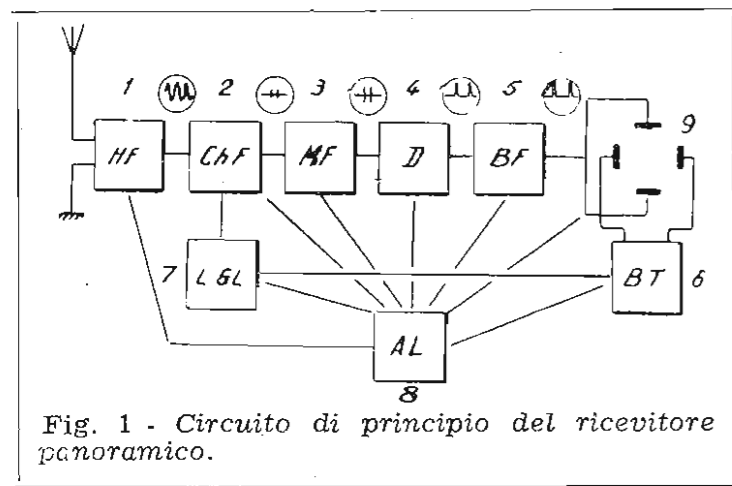 1 2 3 4 5 9
HF ChF MF D BF
7 LGL BT 6
AL
8
Fig. 1 - Circuito di principio del ricevitore
panoramico.